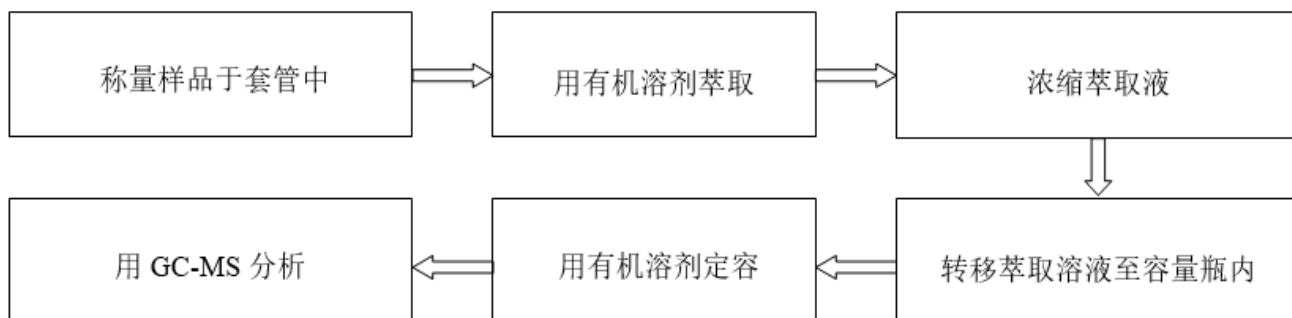 称量样品于套管中
用有机溶剂萃取
浓缩萃取液
转移萃取溶液至容量瓶内
用有机溶剂定容
用 GC-MS 分析